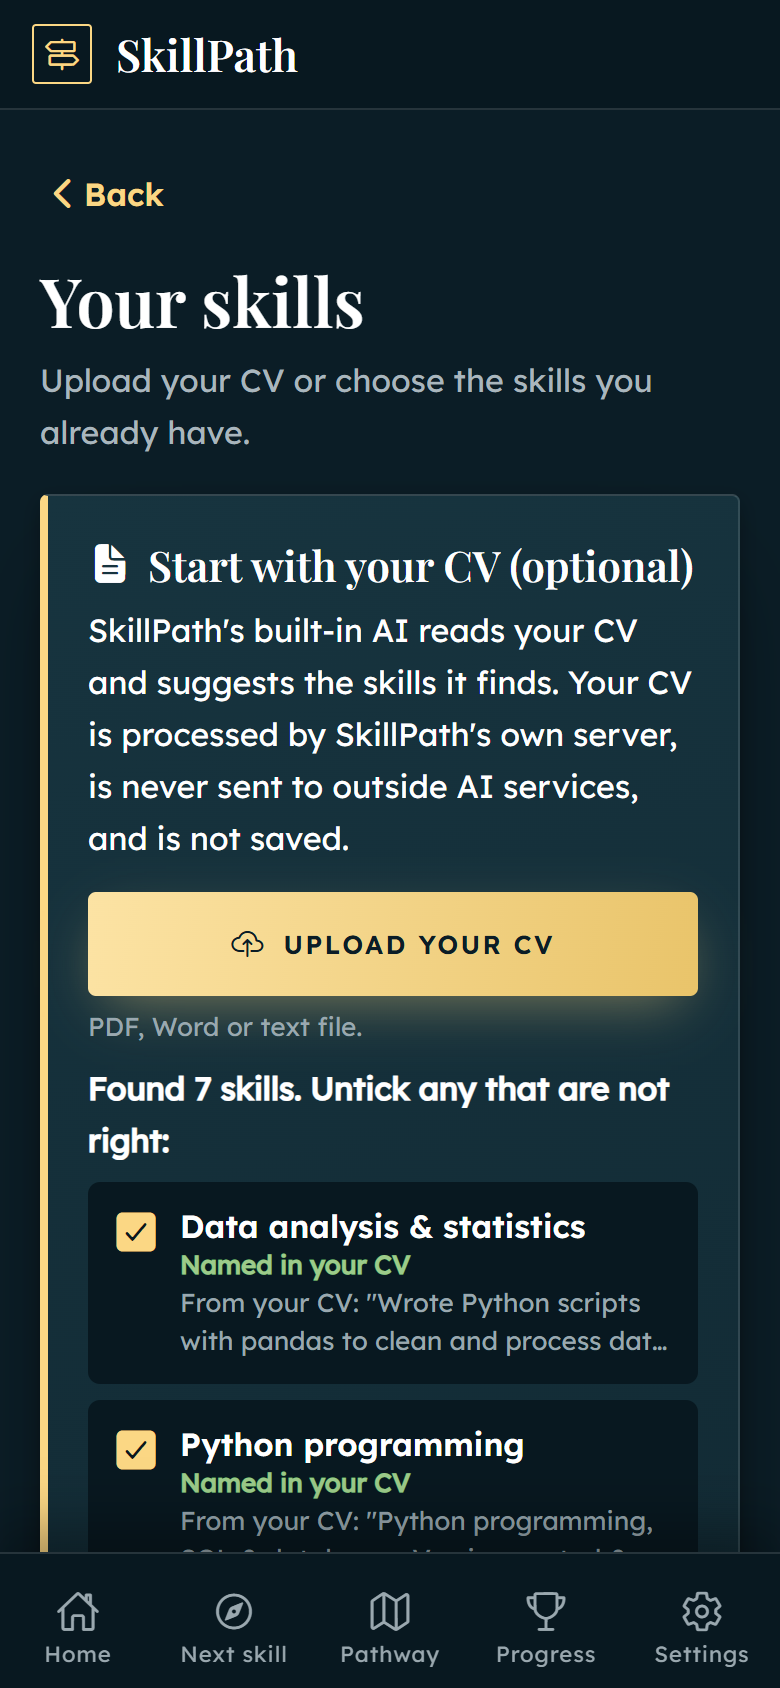 SkillPath
Back
Your skills
Upload your CV or choose the skills you
already have.
Start with your CV (optional)
SkillPath's built-in AI reads your CV
and suggests the skills it finds. Your CV
is processed by SkillPath's own server,
is never sent to outside AI services,
and is not saved.
UPLOAD YOUR CV
PDF, Word or text file.
Found 7 skills. Untick any that are not
right:
Data analysis & statistics
Named in your CV
From your CV: "Wrote Python scripts
with pandas to clean and process dat...
Python programming
Named in your CV
From your CV: "Python programming,
Home
Next skill
Pathway
Progress
Settings